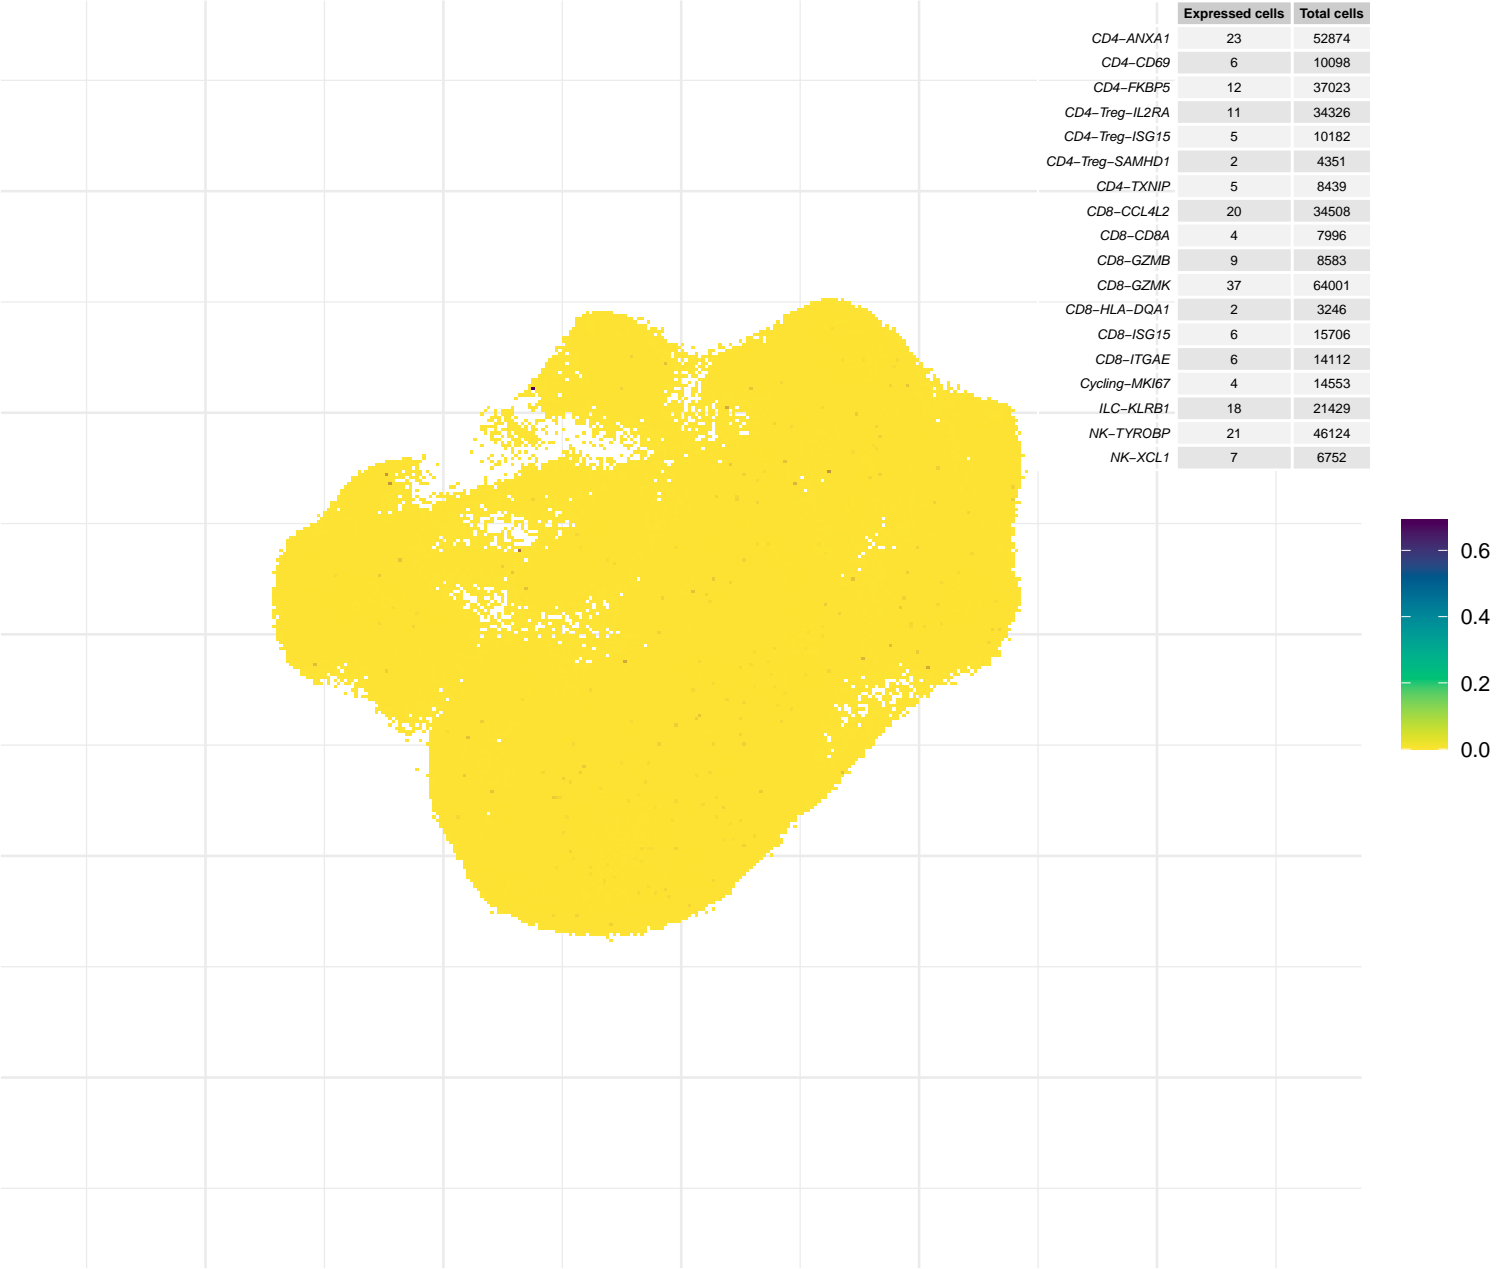 Expressed cells Total cells
CD4−ANXA1 23 52874
CD4−CD69 6 10098
CD4−FKBP5 12 37023
CD4−Treg−IL2RA 11 34326
CD4−Treg−ISG15 5 10182
CD4−Treg−SAMHD1 2 4351
CD4−TXNIP 5 8439
CD8−CCL4L2 20 34508
CD8−CD8A 4 7996
CD8−GZMB 9 8583
CD8−GZMK 37 64001
CD8−HLA−DQA1 2 3246
CD8−ISG15 6 15706
CD8−ITGAE 6 14112
Cycling−MKI67 4 14553
ILC−KLRB1 18 21429
NK−TYROBP 21 46124
NK−XCL1 7 6752
0.6
0.4
0.2
0.0